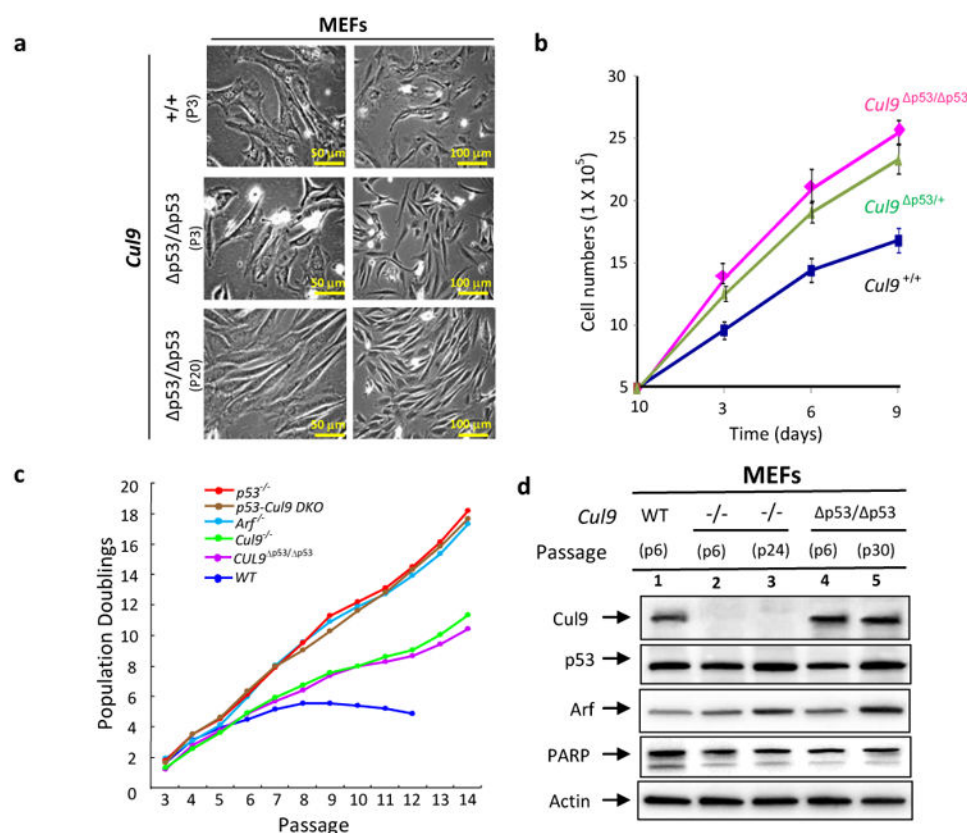 MEFs
a
Cul9
+/+
(P3)
50 μm
100 μm
Δp53/Δp53
(P3)
50 μm
100 μm
Δp53/Δp53
(P20)
50 μm
100 μm
b
30
25
20
15
10
5
Cell numbers (1 X 10⁵)
10 3 6 9
Time (days)
Cul9 Δp53/Δp53
Cul9 Δp53/+
Cul9 +/+
c
20
18
16
14
12
10
8
6
4
2
0
Population Doublings
p53-/-
p53-Cul9 DKO
Arf-/-
Cul9-/-
CUL9Δp53/Δp53
WT
3 4 5 6 7 8 9 10 11 12 13 14
Passage
d
MEFs
Cul9 WT -/- -/- Δp53/Δp53
Passage (p6) (p6) (p24) (p6) (p30)
1 2 3 4 5
Cul9
p53
Arf
PARP
Actin